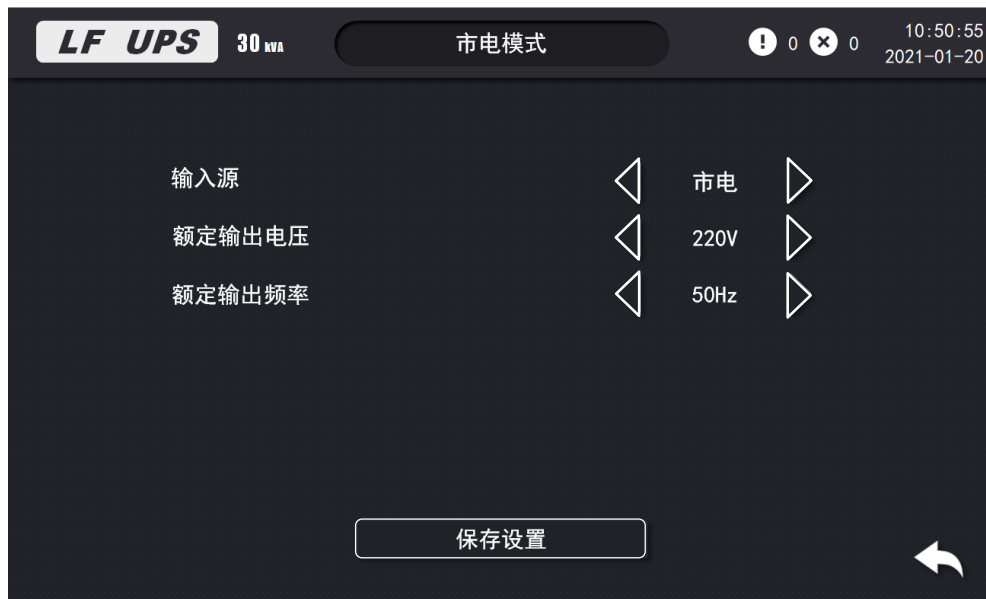 LF UPS 30 KVA 市电模式 ! 0 × 0 10:50:55
2021-01-20
输入源 市电
额定输出电压 220V
额定输出频率 50Hz
保存设置